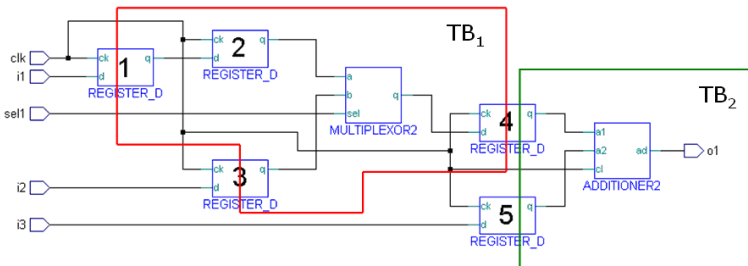 TB1
TB2
clk
i1
sel1
i2
i3
ck q
d
1
REGISTER_D
ck q
d
2
REGISTER_D
ck q
d
3
REGISTER_D
a
b q
sel
MULTIPLEXOR2
ck q
d
4
REGISTER_D
ck q
d
5
REGISTER_D
a1
a2 ad
cl
ADDITIONER2
o1